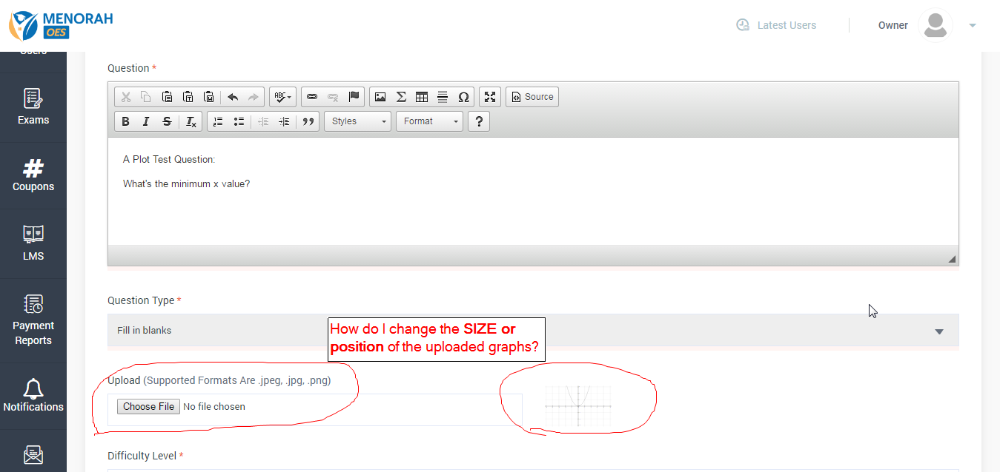 MENORAH
OES
Latest Users
Owner
Users
Exams
Coupons
LMS
Payment
Reports
Notifications
Question *
ABC
Source
B I S Tx
Styles
Format
?
A Plot Test Question:
What's the minimum x value?
Question Type *
Fill in blanks
How do I change the SIZE or
position of the uploaded graphs?
Upload (Supported Formats Are .jpeg, .jpg, .png)
Choose File No file chosen
Difficulty Level *